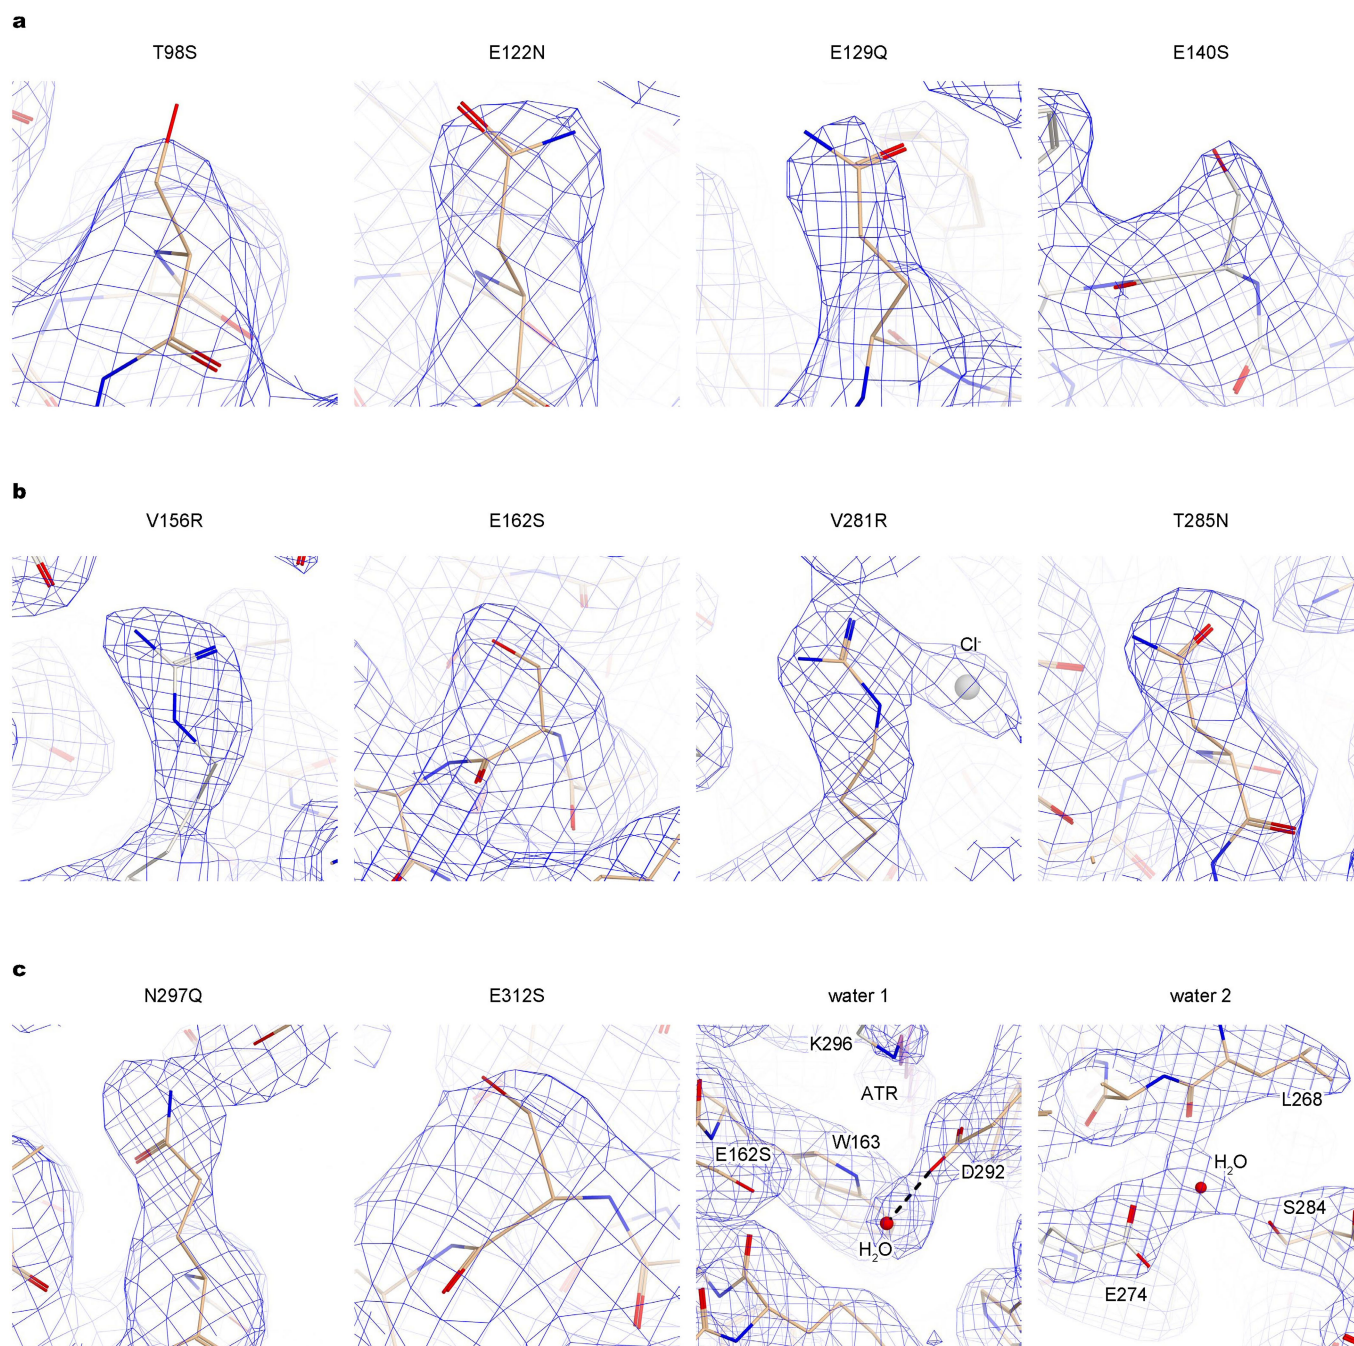 a
T98S E122N E129Q E140S
b
V156R E162S V281R T285N
Cl-
c
N297Q E312S water 1 water 2
K296
ATR
W163
E162S
D292
H2O
L268
H2O
S284
E274